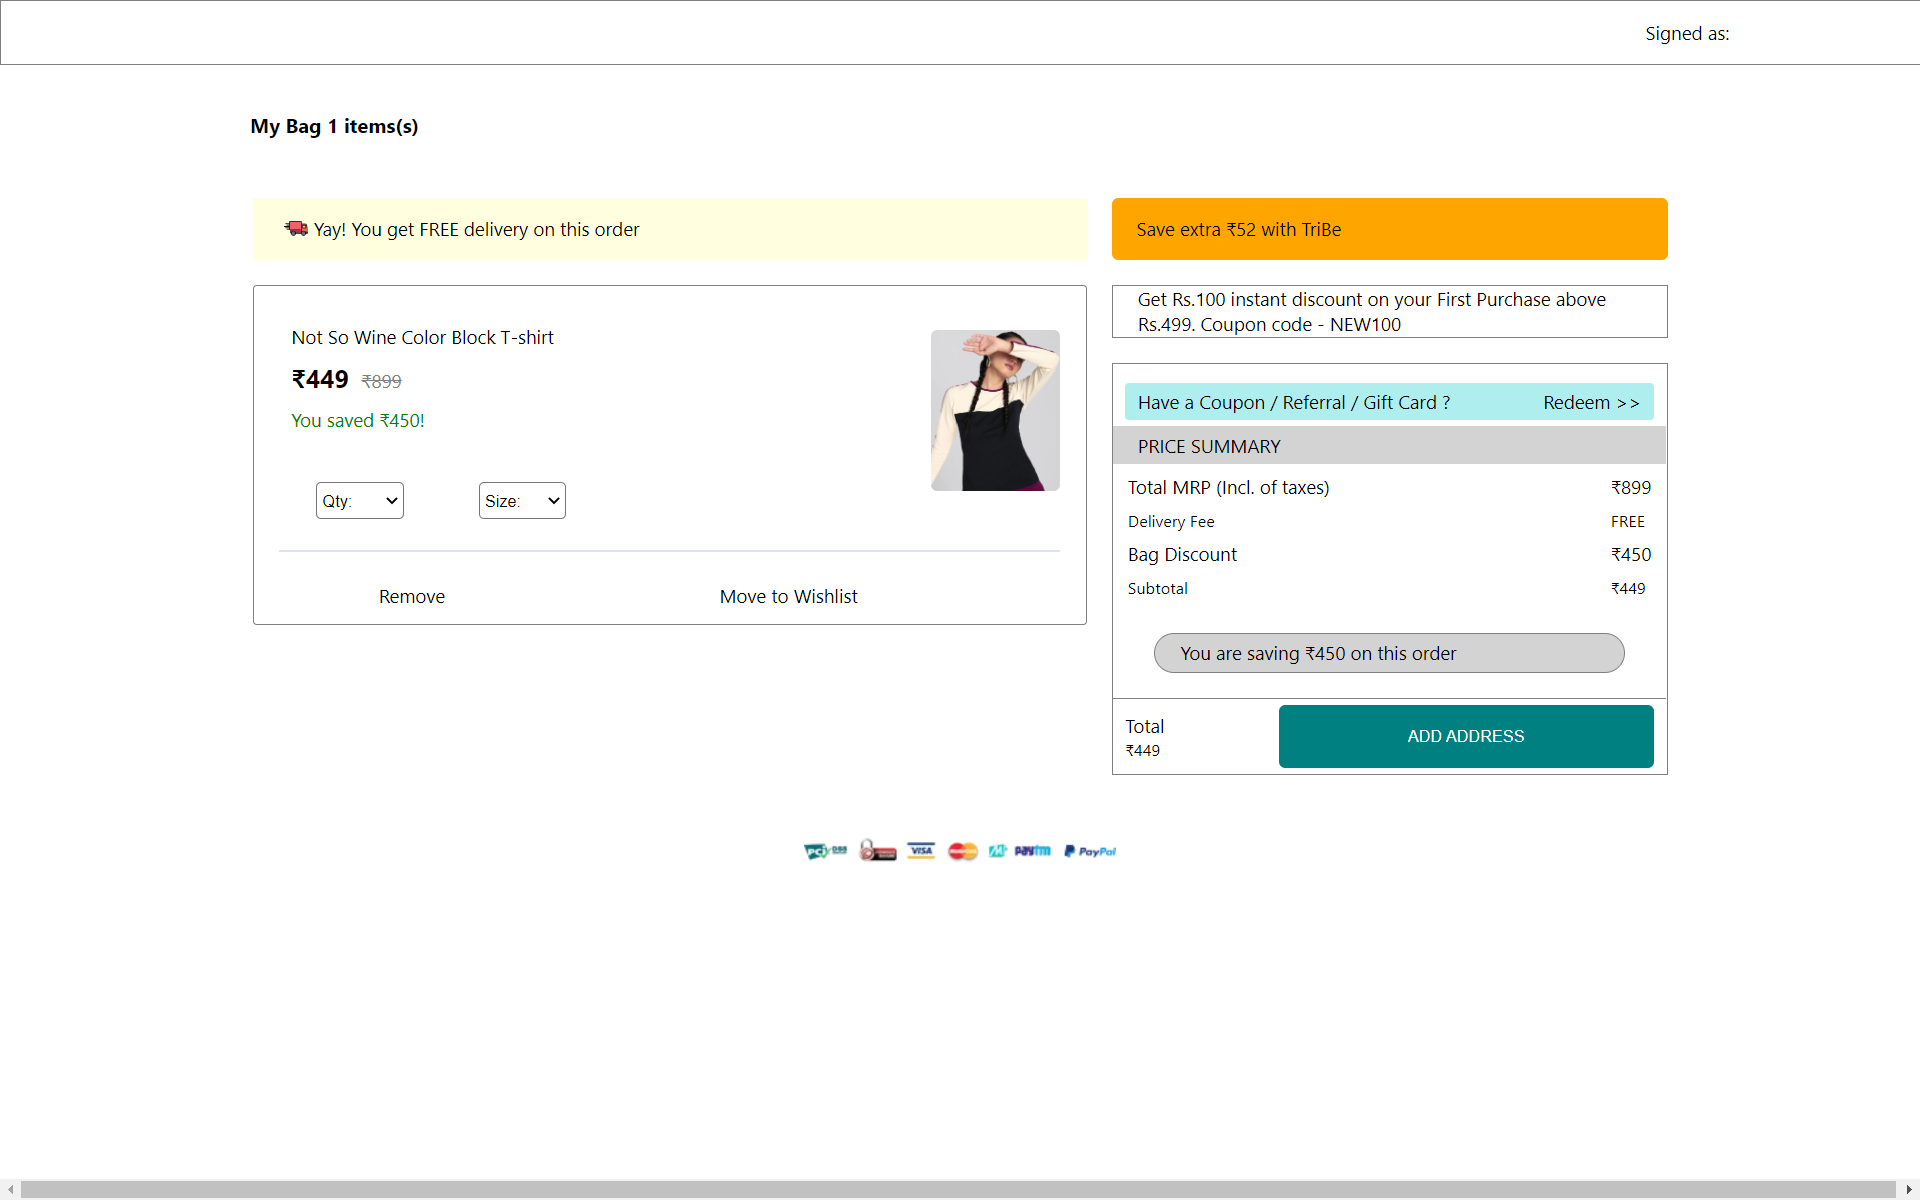 Signed as:
My Bag 1 items(s)
Yay! You get FREE delivery on this order
Save extra ₹52 with TriBe
Not So Wine Color Block T-shirt
₹449 ₹899
You saved ₹450!
Qty:
Size:
Remove
Move to Wishlist
Get Rs.100 instant discount on your First Purchase above
Rs.499. Coupon code - NEW100
Have a Coupon / Referral / Gift Card ? Redeem >>
PRICE SUMMARY
Total MRP (Incl. of taxes) ₹899
Delivery Fee FREE
Bag Discount ₹450
Subtotal ₹449
You are saving ₹450 on this order
Total
₹449
ADD ADDRESS
PCI DSS VISA paytm PayPal